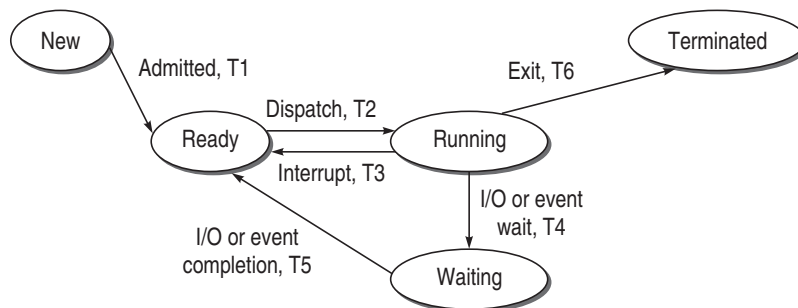 New
Terminated
Admitted, T1
Exit, T6
Dispatch, T2
Ready
Running
Interrupt, T3
I/O or event
wait, T4
I/O or event
completion, T5
Waiting